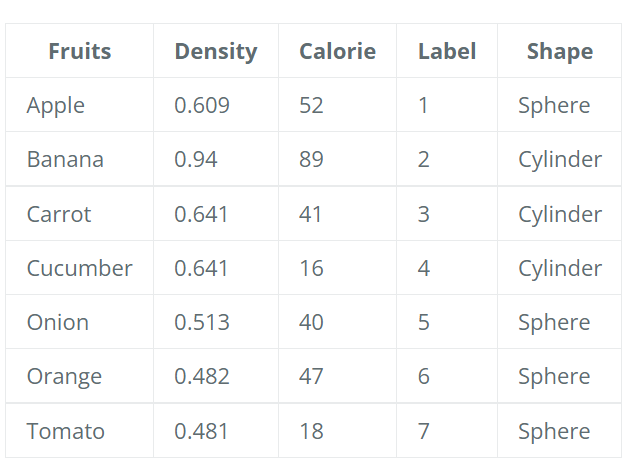 Fruits Density Calorie Label Shape
Apple 0.609 52 1 Sphere
Banana 0.94 89 2 Cylinder
Carrot 0.641 41 3 Cylinder
Cucumber 0.641 16 4 Cylinder
Onion 0.513 40 5 Sphere
Orange 0.482 47 6 Sphere
Tomato 0.481 18 7 Sphere